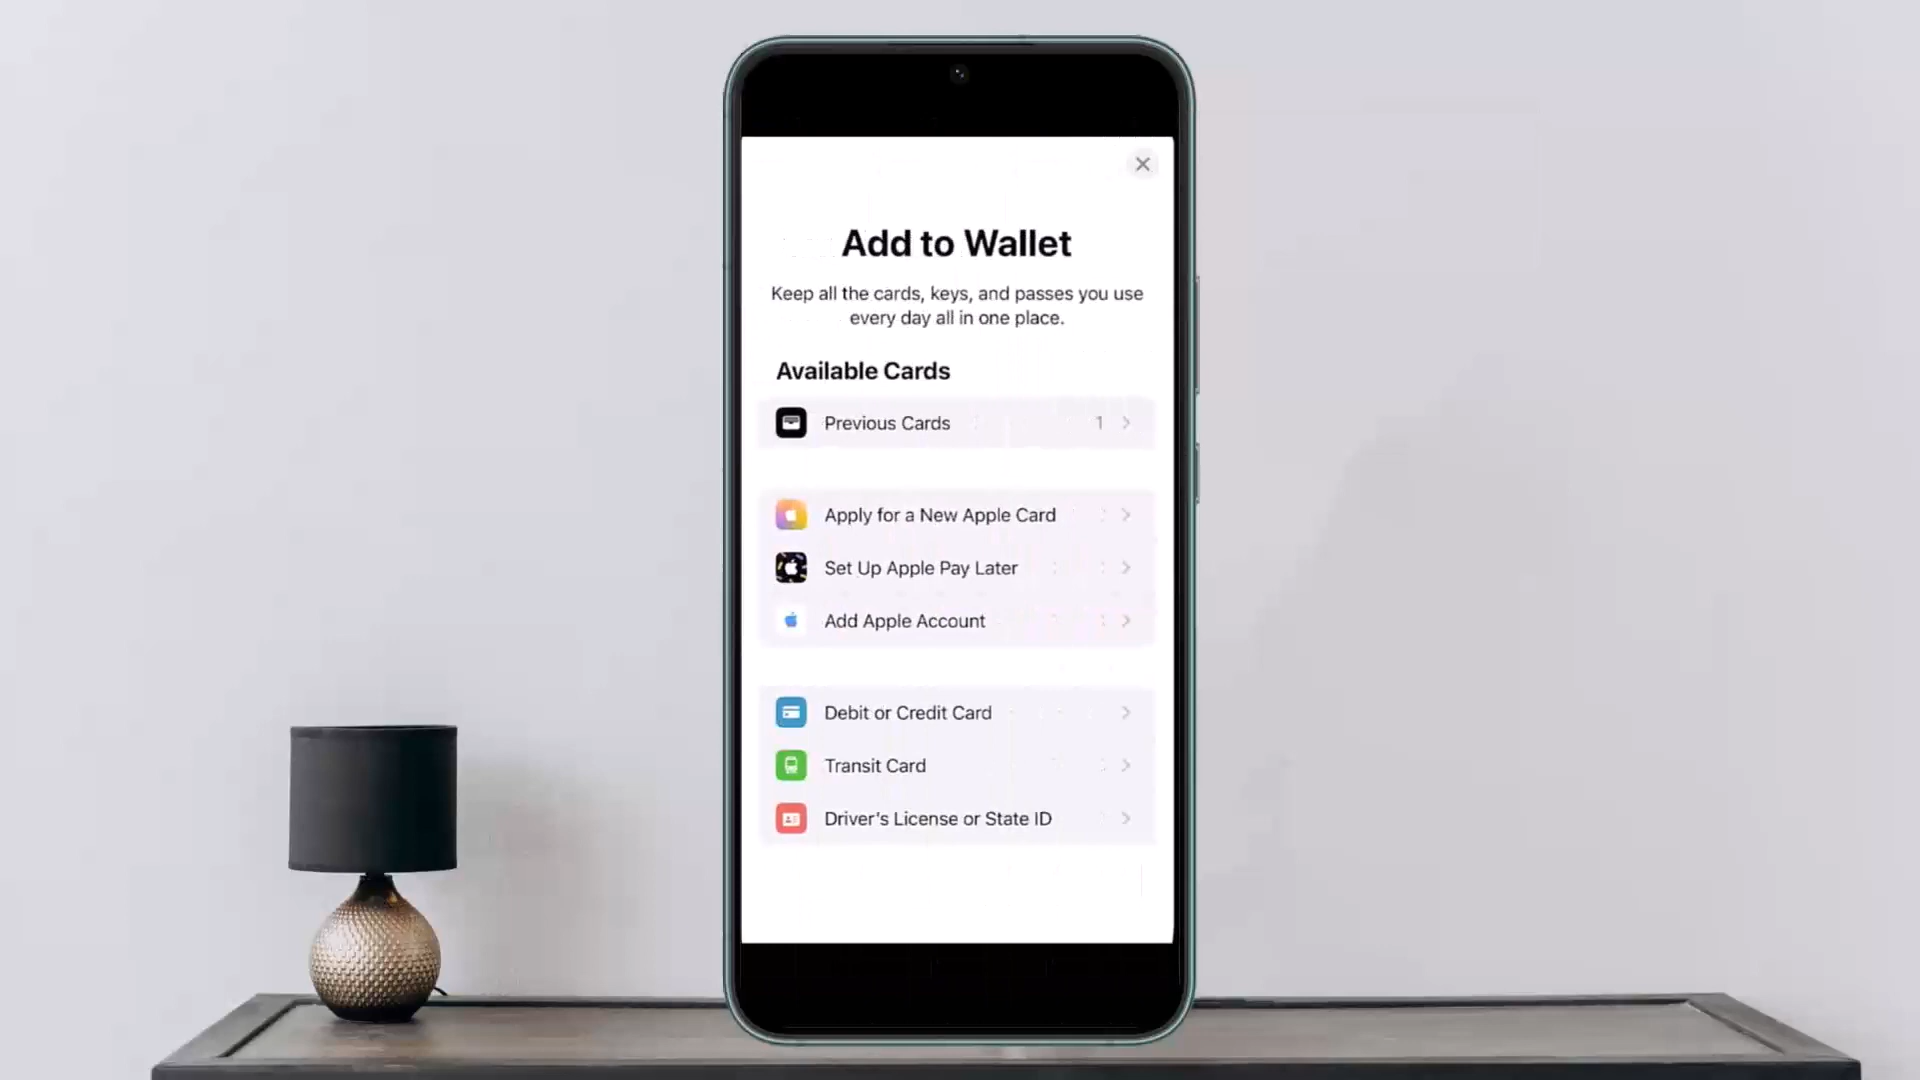 Add to Wallet
Keep all the cards, keys, and passes you use
every day all in one place.
Available Cards
Previous Cards 1
Apply for a New Apple Card
Set Up Apple Pay Later
Add Apple Account
Debit or Credit Card
Transit Card
Driver's License or State ID